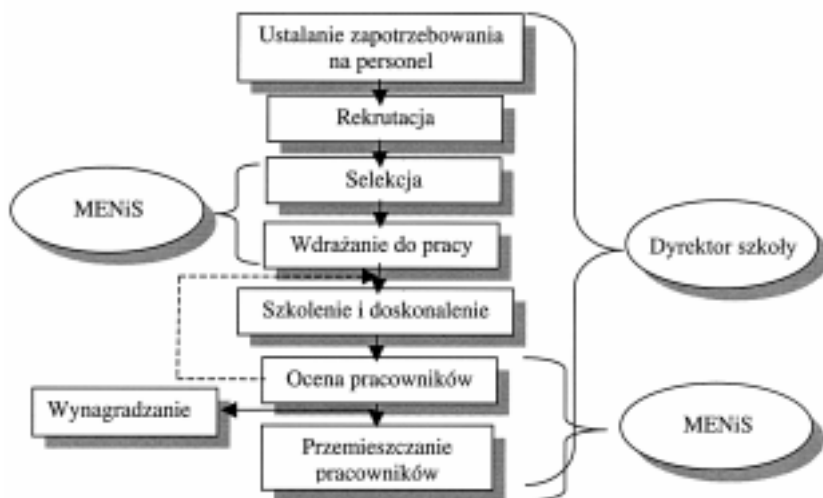 Ustalanie zapotrzebowania
na personel
Rekrutacja
Selekcja
MENiS
Wdrażanie do pracy
Dyrektor szkoły
Szkolenie i doskonalenie
Ocena pracowników
Wynagradzanie
MENiS
Przemieszczanie
pracowników